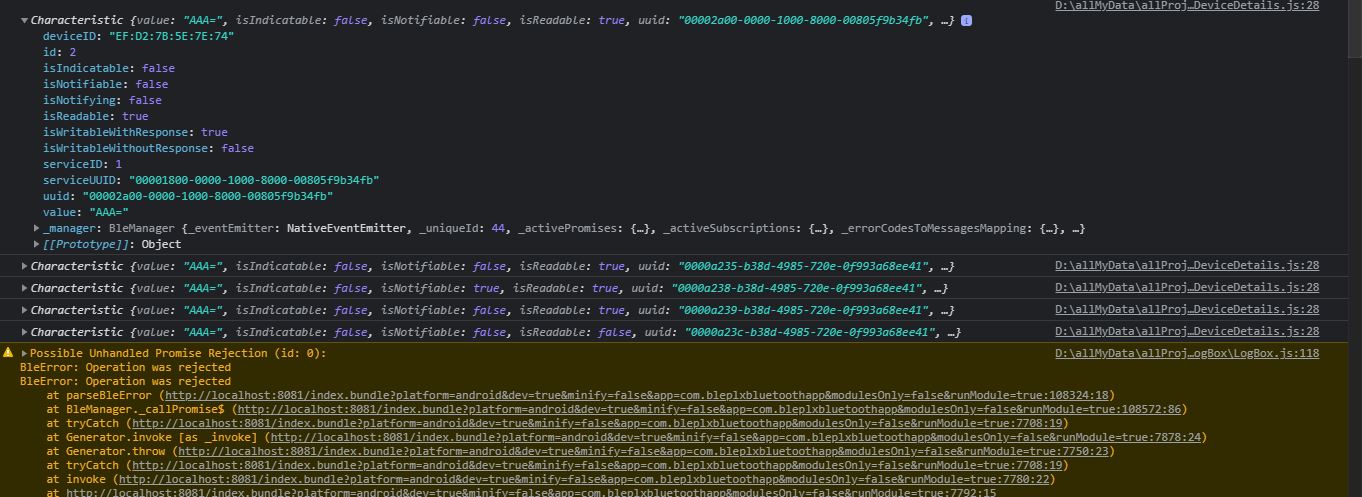 D:\allMyData\allProj…DeviceDetails.js:28
Characteristic {value: "AAA=", isIndicatable: false, isNotifiable: false, isReadable: true, uuid: "00002a00-0000-1000-8000-00805f9b34fb", …} i
deviceID: "EF:D2:7B:5E:7E:74"
id: 2
isIndicatable: false
isNotifiable: false
isNotifying: false
isReadable: true
isWritableWithResponse: true
isWritableWithoutResponse: false
serviceID: 1
serviceUUID: "00001800-0000-1000-8000-00805f9b34fb"
uuid: "00002a00-0000-1000-8000-00805f9b34fb"
value: "AAA="
_manager: BleManager {_eventEmitter: NativeEventEmitter, _uniqueId: 44, _activePromises: {…}, _activeSubscriptions: {…}, _errorCodesToMessagesMapping: {…}, …}
[[Prototype]]: Object
Characteristic {value: "AAA=", isIndicatable: false, isNotifiable: false, isReadable: true, uuid: "0000a235-b38d-4985-720e-0f993a68ee41", …} D:\allMyData\allProj…DeviceDetails.js:28
Characteristic {value: "AAA=", isIndicatable: false, isNotifiable: true, isReadable: true, uuid: "0000a238-b38d-4985-720e-0f993a68ee41", …} D:\allMyData\allProj…DeviceDetails.js:28
Characteristic {value: "AAA=", isIndicatable: false, isNotifiable: false, isReadable: true, uuid: "0000a239-b38d-4985-720e-0f993a68ee41", …} D:\allMyData\allProj…DeviceDetails.js:28
Characteristic {value: "AAA=", isIndicatable: false, isNotifiable: false, isReadable: false, uuid: "0000a23c-b38d-4985-720e-0f993a68ee41", …} D:\allMyData\allProj…DeviceDetails.js:28
Possible Unhandled Promise Rejection (id: 0): D:\allMyData\allProj…ogBox\LogBox.js:118
BleError: Operation was rejected
BleError: Operation was rejected
at parseBleError (http://localhost:8081/index.bundle?platform=android&dev=true&minify=false&app=com.bleplxbluetoothapp&modulesOnly=false&runModule=true:108324:18)
at BleManager._callPromise$ (http://localhost:8081/index.bundle?platform=android&dev=true&minify=false&app=com.bleplxbluetoothapp&modulesOnly=false&runModule=true:108572:86)
at tryCatch (http://localhost:8081/index.bundle?platform=android&dev=true&minify=false&app=com.bleplxbluetoothapp&modulesOnly=false&runModule=true:7708:19)
at Generator.invoke [as _invoke] (http://localhost:8081/index.bundle?platform=android&dev=true&minify=false&app=com.bleplxbluetoothapp&modulesOnly=false&runModule=true:7878:24)
at Generator.throw (http://localhost:8081/index.bundle?platform=android&dev=true&minify=false&app=com.bleplxbluetoothapp&modulesOnly=false&runModule=true:7750:23)
at tryCatch (http://localhost:8081/index.bundle?platform=android&dev=true&minify=false&app=com.bleplxbluetoothapp&modulesOnly=false&runModule=true:7708:19)
at invoke (http://localhost:8081/index.bundle?platform=android&dev=true&minify=false&app=com.bleplxbluetoothapp&modulesOnly=false&runModule=true:7780:22)
at http://localhost:8081/index.bundle?platform=android&dev=true&minify=false&app=com.bleplxbluetoothapp&modulesOnly=false&runModule=true:7792:15